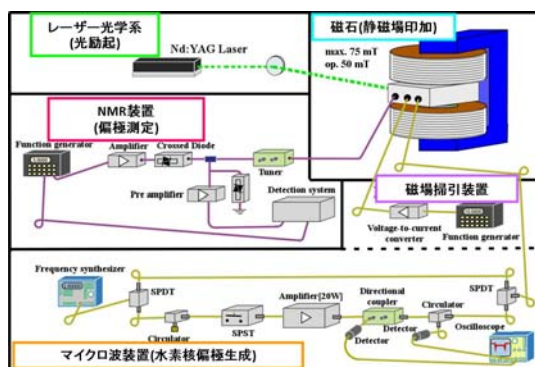 レーザー光学系
(光励起)
Nd:YAG Laser
磁石(静磁場印加)
max. 75 mT
op. 50 mT
NMR装置
(偏極測定)
Function generator
Amplifier
Crossed Diode
Tuner
Pre amplifier
Detection system
磁場掃引装置
Voltage-to-current
converter
Function generator
Frequency synthesizer
SPDT
Circulator
SPST
Amplifier[20W]
Directional
coupler
Detector
Detector
Circulator
SPDT
Oscilloscope
マイクロ波装置(水素核偏極生成)